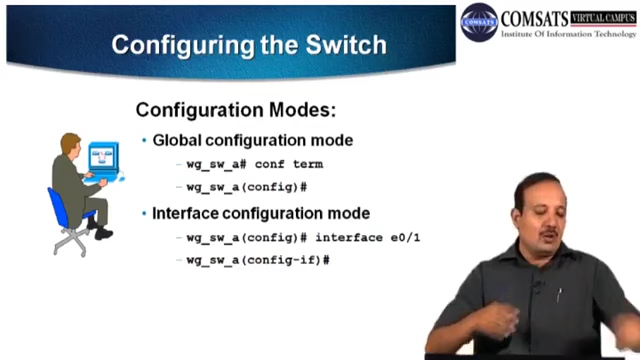 Configuring the Switch
COMSATS VIRTUAL CAMPUS
Institute Of Information Technology
Configuration Modes:
• Global configuration mode
– wg_sw_a# conf term
– wg_sw_a(config)#
• Interface configuration mode
– wg_sw_a(config)# interface e0/1
– wg_sw_a(config-if)#